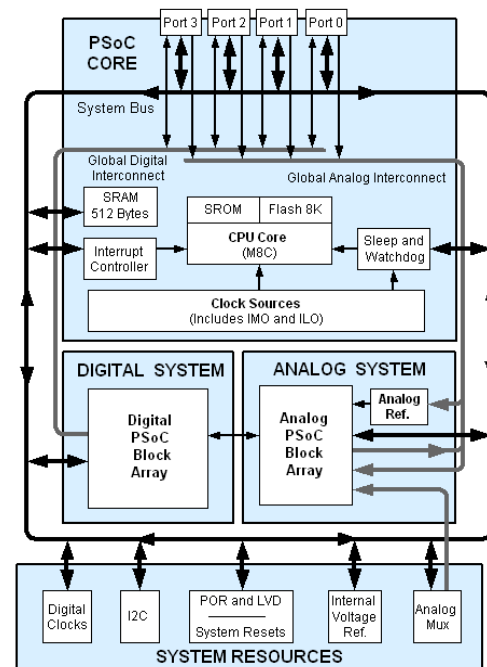 Port 3 Port 2 Port 1 Port 0
PSoC
CORE
System Bus
Global Digital
Interconnect
Global Analog Interconnect
SRAM
512 Bytes
SROM Flash 8K
CPU Core
(M8C)
Interrupt
Controller
Sleep and
Watchdog
Clock Sources
(Includes IMO and ILO)
DIGITAL SYSTEM
Digital
PSoC
Block
Array
ANALOG SYSTEM
Analog
PSoC
Block
Array
Analog
Ref.
Digital
Clocks
I2C
POR and LVD
System Resets
Internal
Voltage
Ref.
Analog
Mux
SYSTEM RESOURCES